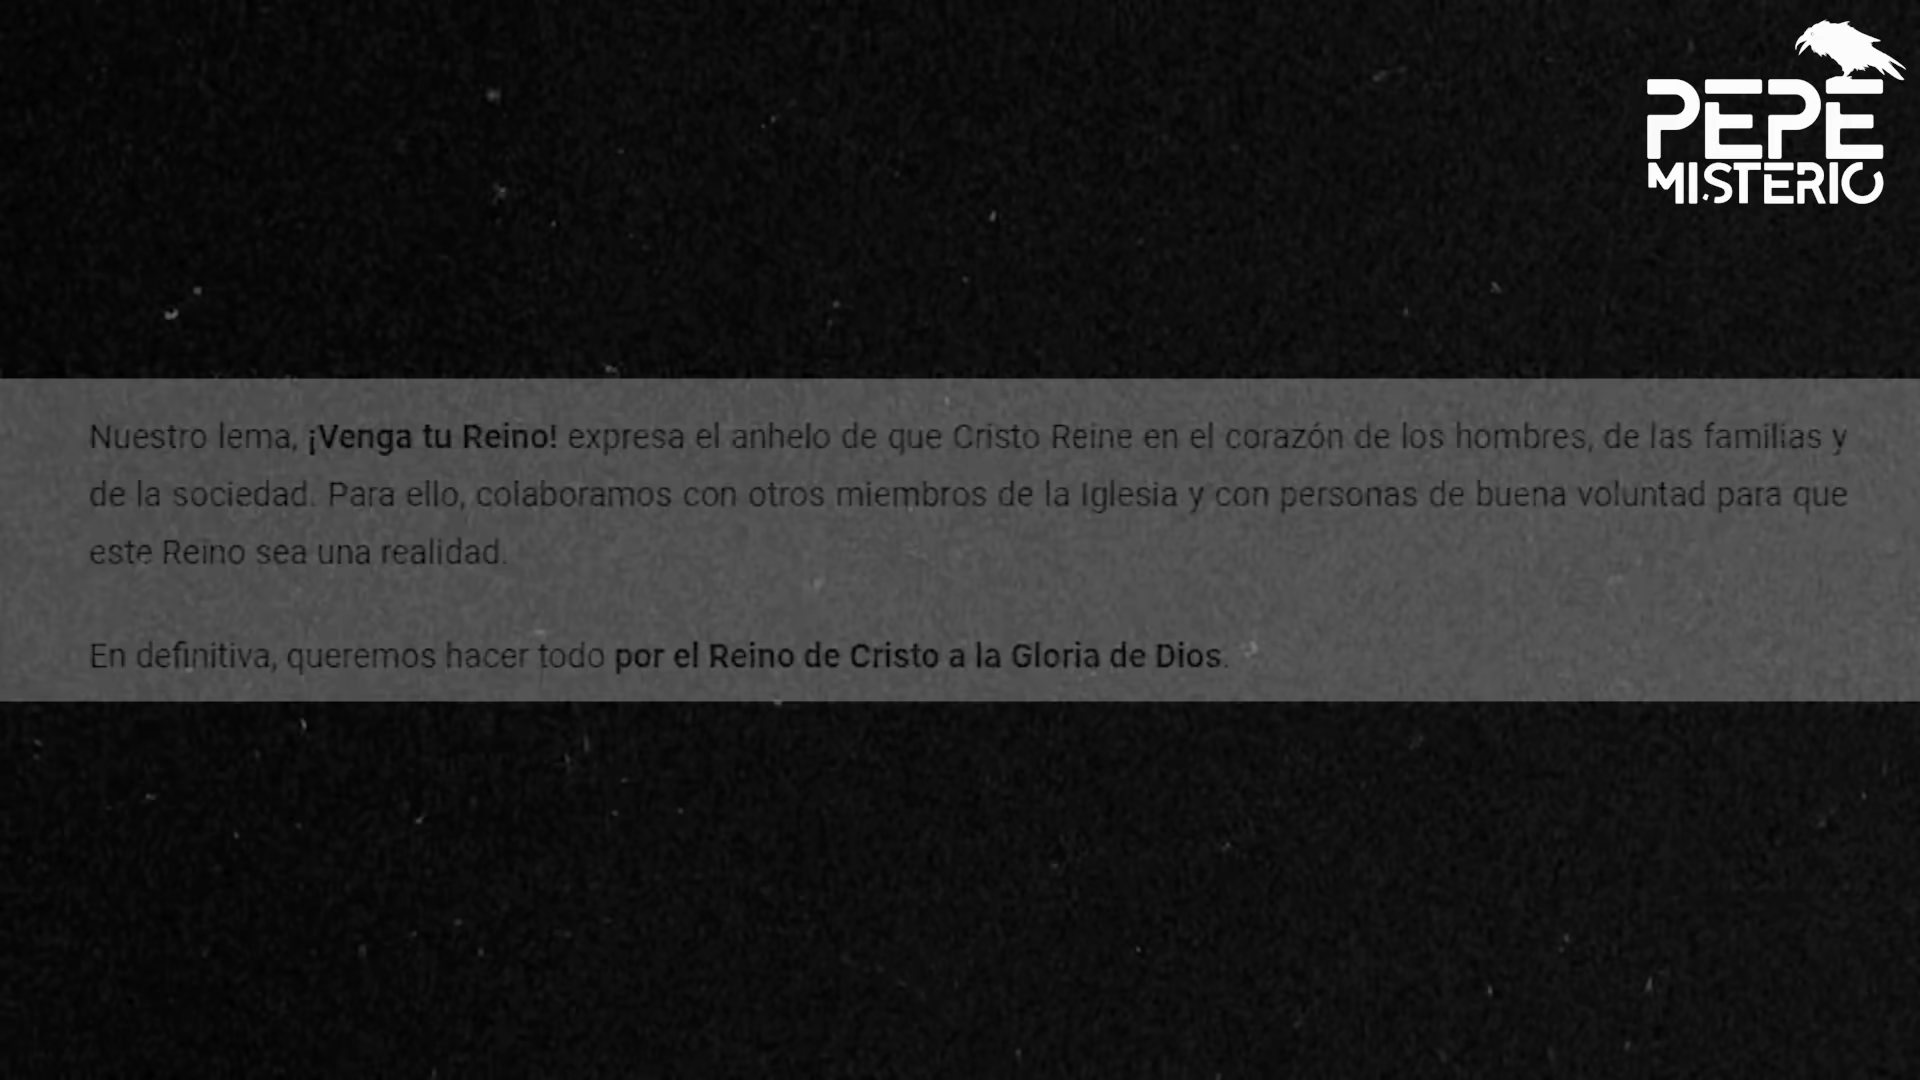 PEPE
MISTERIO
Nuestro lema, ¡Venga tu Reino! expresa el anhelo de que Cristo Reine en el corazón de los hombres, de las familias y
de la sociedad. Para ello, colaboramos con otros miembros de la Iglesia y con personas de buena voluntad para que
este Reino sea una realidad.
En definitiva, queremos hacer todo por el Reino de Cristo a la Gloria de Dios.